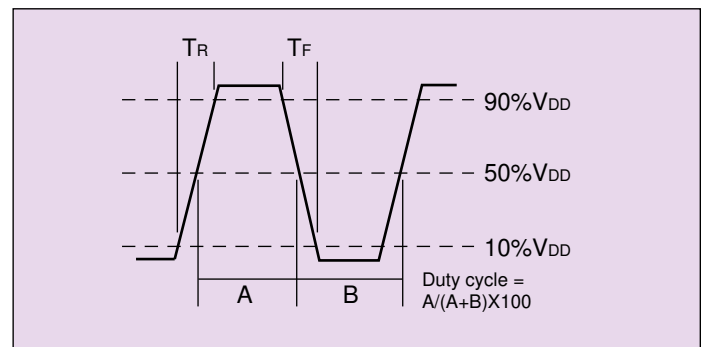 TR TF
90%VDD
50%VDD
10%VDD
A B
Duty cycle =
A/(A+B)X100